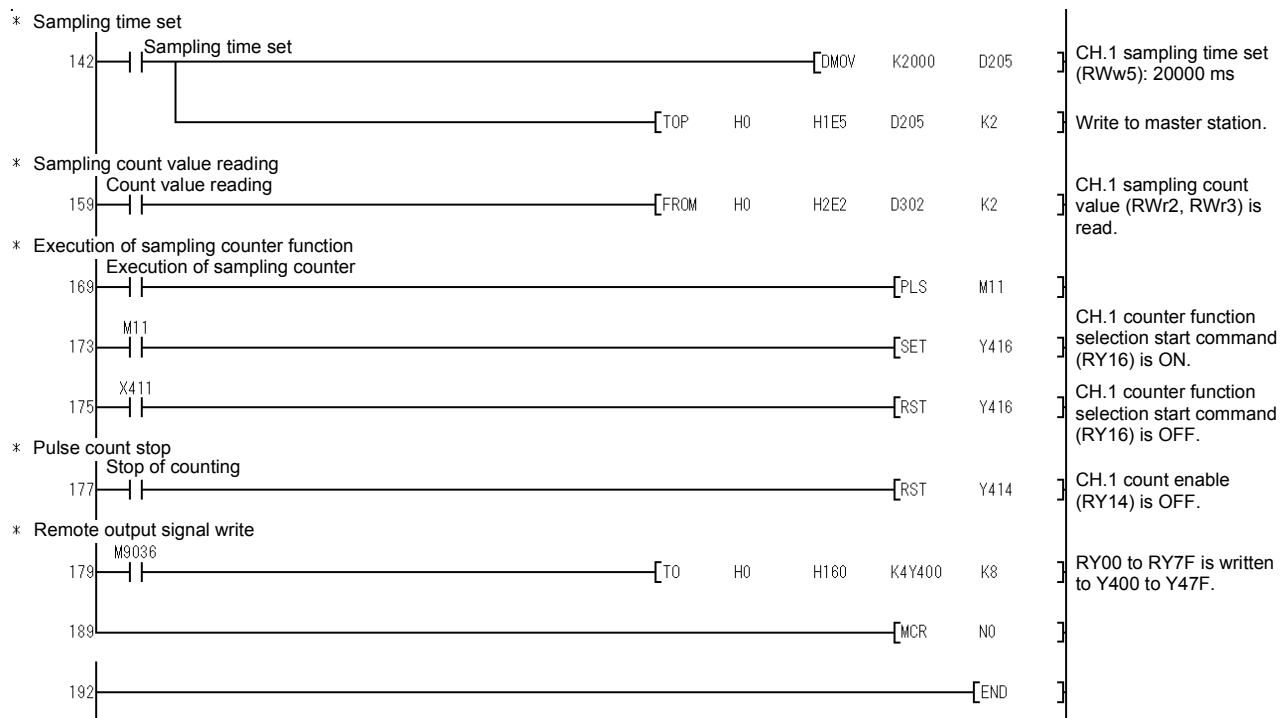 * Sampling time set
Sampling time set
142 DMOV K2000 D205
CH.1 sampling time set
(RWw5): 20000 ms
TOP H0 H1E5 D205 K2
Write to master station.
* Sampling count value reading
Count value reading
159 FROM H0 H2E2 D302 K2
CH.1 sampling count
value (RWr2, RWr3) is
read.
* Execution of sampling counter function
Execution of sampling counter
169 PLS M11
M11
173 SET Y416
CH.1 counter function
selection start command
(RY16) is ON.
X411
175 RST Y416
CH.1 counter function
selection start command
(RY16) is OFF.
* Pulse count stop
Stop of counting
177 RST Y414
CH.1 count enable
(RY14) is OFF.
* Remote output signal write
M9036
179 TO H0 H160 K4Y400 K8
RY00 to RY7F is written
to Y400 to Y47F.
189 MCR N0
192 END